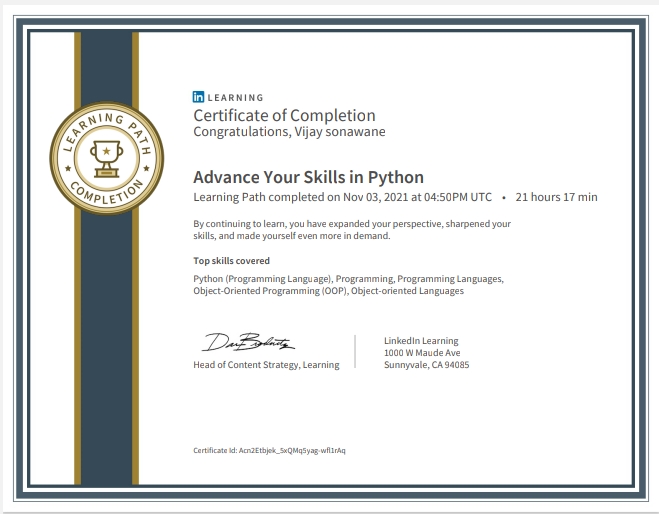 LEARNING PATH
COMPLETION
in LEARNING
Certificate of Completion
Congratulations, Vijay sonawane
Advance Your Skills in Python
Learning Path completed on Nov 03, 2021 at 04:50PM UTC • 21 hours 17 min
By continuing to learn, you have expanded your perspective, sharpened your
skills, and made yourself even more in demand.
Top skills covered
Python (Programming Language), Programming, Programming Languages,
Object-Oriented Programming (OOP), Object-oriented Languages
Head of Content Strategy, Learning
LinkedIn Learning
1000 W Maude Ave
Sunnyvale, CA 94085
Certificate Id: